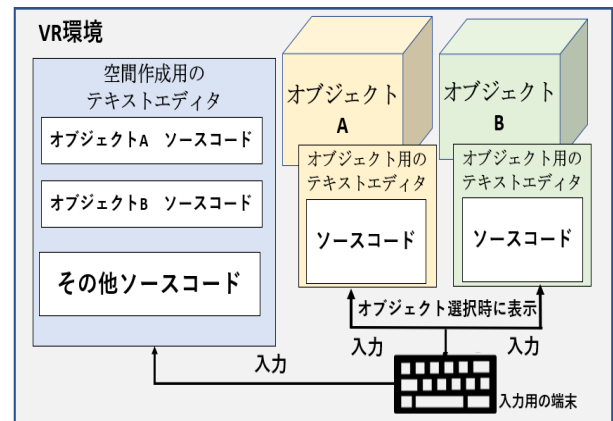 VR環境
空間作成用の
テキストエディタ
オブジェクトA　ソースコード
オブジェクトB　ソースコード
その他ソースコード
オブジェクト
A
オブジェクト用の
テキストエディタ
ソースコード
オブジェクト
B
オブジェクト用の
テキストエディタ
ソースコード
オブジェクト選択時に表示
入力
入力
入力
入力用の端末